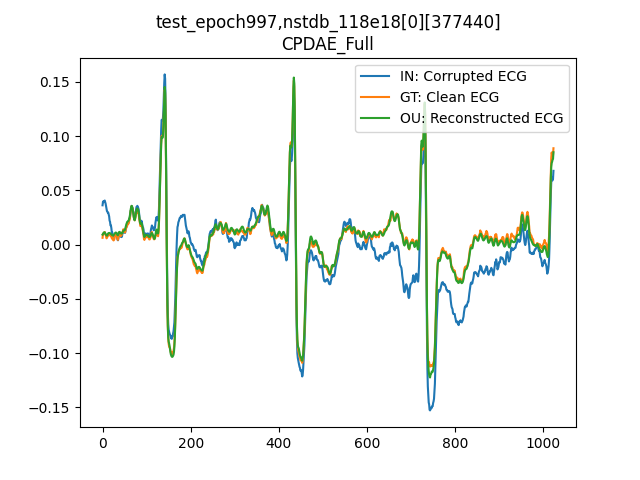 test_epoch997,nstdb_118e18[0][377440]
CPDAE_Full
IN: Corrupted ECG
GT: Clean ECG
OU: Reconstructed ECG
0.15
0.10
0.05
0.00
−0.05
−0.10
−0.15
0
200
400
600
800
1000